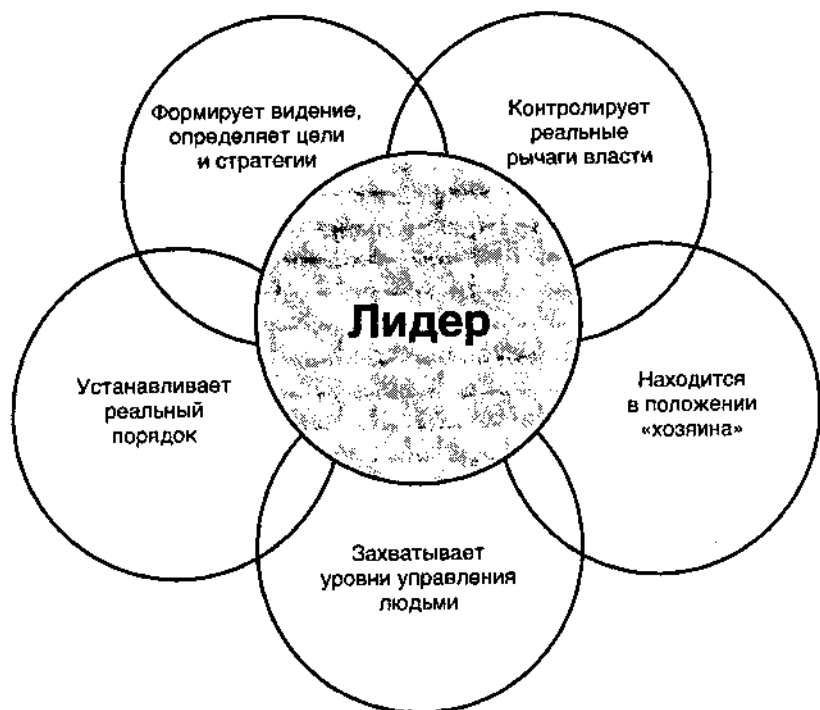 Формирует видение,
определяет цели
и стратегии
Контролирует
реальные
рычаги власти
Лидер
Устанавливает
реальный
порядок
Находится
в положении
«хозяина»
Захватывает
уровни управления
людьми